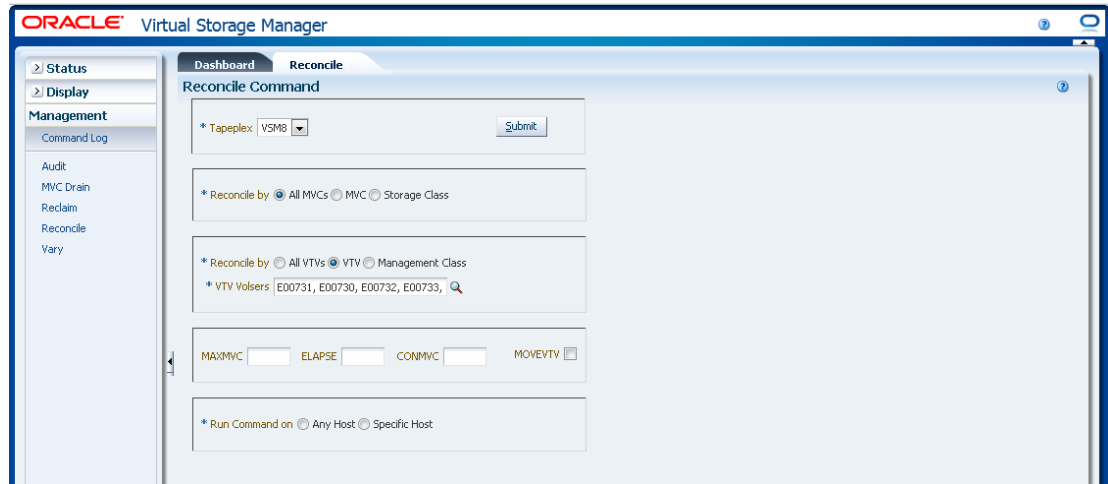 ORACLE Virtual Storage Manager
Status
Display
Management
Command Log
Audit
MVC Drain
Reclaim
Reconcile
Vary
Dashboard Reconcile
Reconcile Command
* Tapeplex VSM8 Submit
* Reconcile by All MVCs MVC Storage Class
* Reconcile by All VTVs VTV Management Class
* VTV Volsers E00731, E00730, E00732, E00733,
MAXMVC ELAPSE CONMVC MOVEVTV
* Run Command on Any Host Specific Host